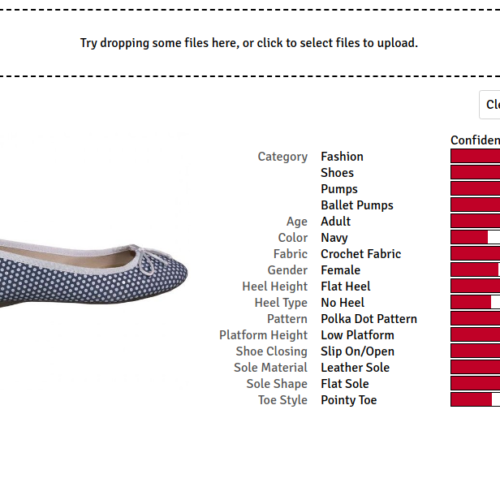 Try dropping some files here, or click to select files to upload.
Cl
Confiden
Category Fashion
Shoes
Pumps
Ballet Pumps
Age Adult
Color Navy
Fabric Crochet Fabric
Gender Female
Heel Height Flat Heel
Heel Type No Heel
Pattern Polka Dot Pattern
Platform Height Low Platform
Shoe Closing Slip On/Open
Sole Material Leather Sole
Sole Shape Flat Sole
Toe Style Pointy Toe